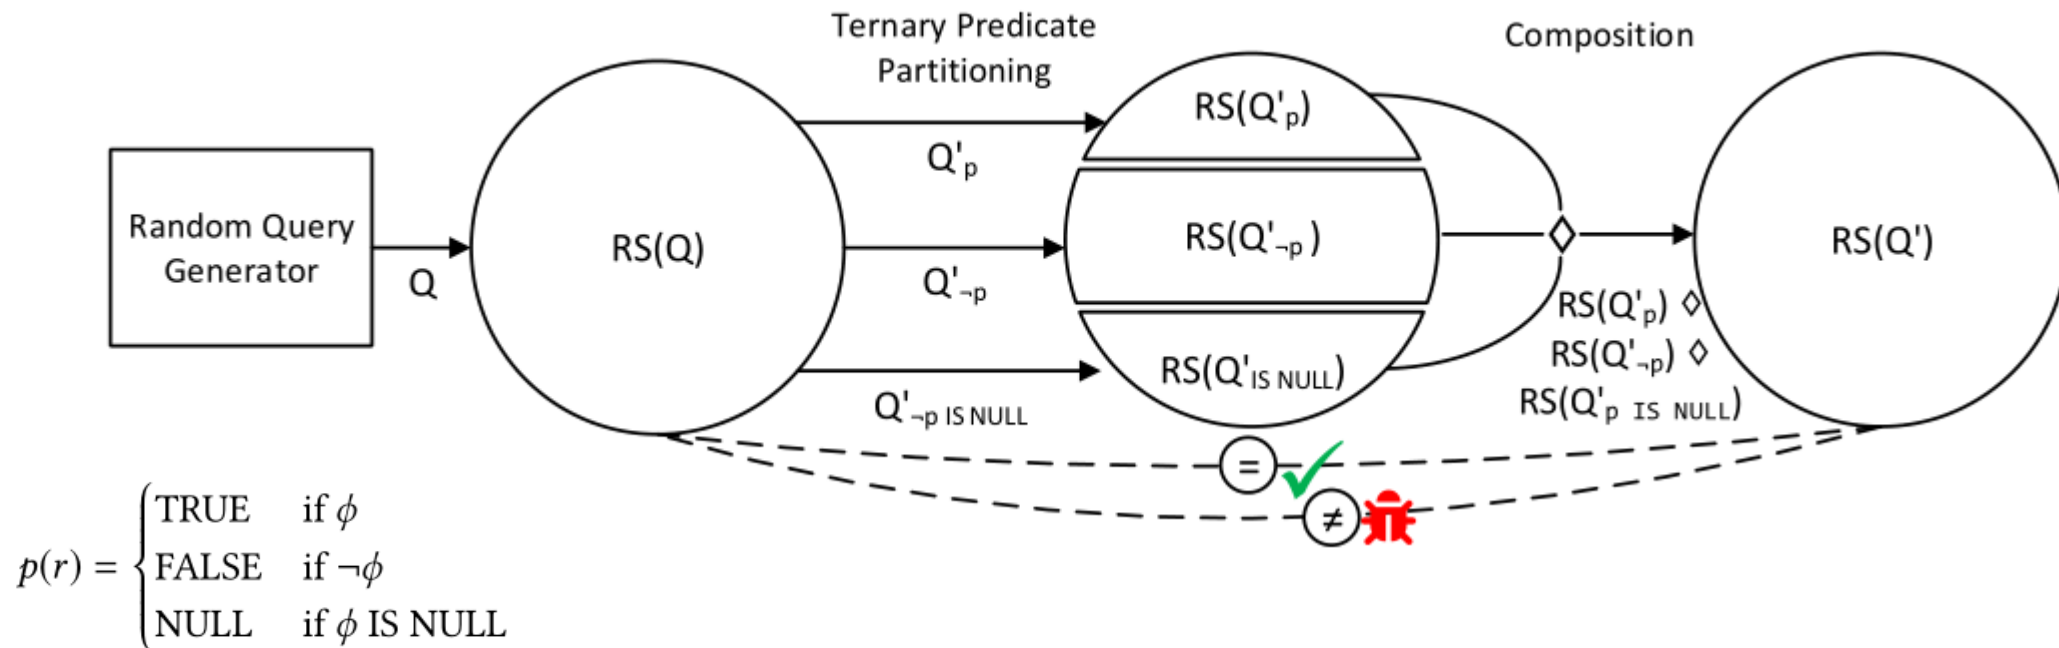 Ternary Predicate
Partitioning
Composition
Random Query
Generator
Q
RS(Q)
Q'p
Q'¬p
Q'¬p IS NULL
RS(Q'p)
RS(Q'¬p)
RS(Q'IS NULL)
◇
RS(Q'p) ◇
RS(Q'¬p) ◇
RS(Q'p IS NULL)
RS(Q')
=
≠
p(r) = {
TRUE if ϕ
FALSE if ¬ϕ
NULL if ϕ IS NULL